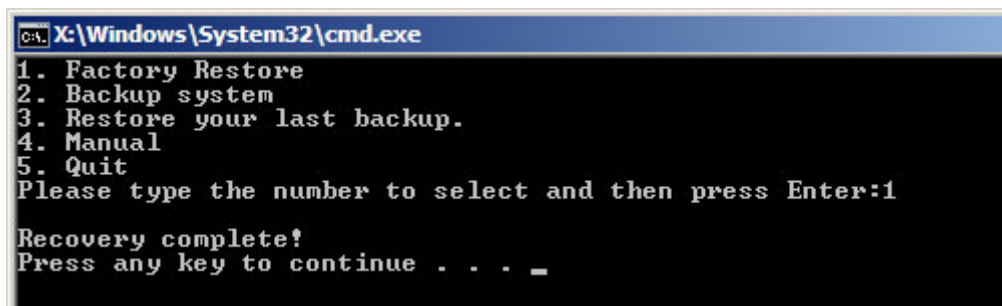 X:\Windows\System32\cmd.exe
1. Factory Restore
2. Backup system
3. Restore your last backup.
4. Manual
5. Quit
Please type the number to select and then press Enter:1
Recovery complete!
Press any key to continue . . . _